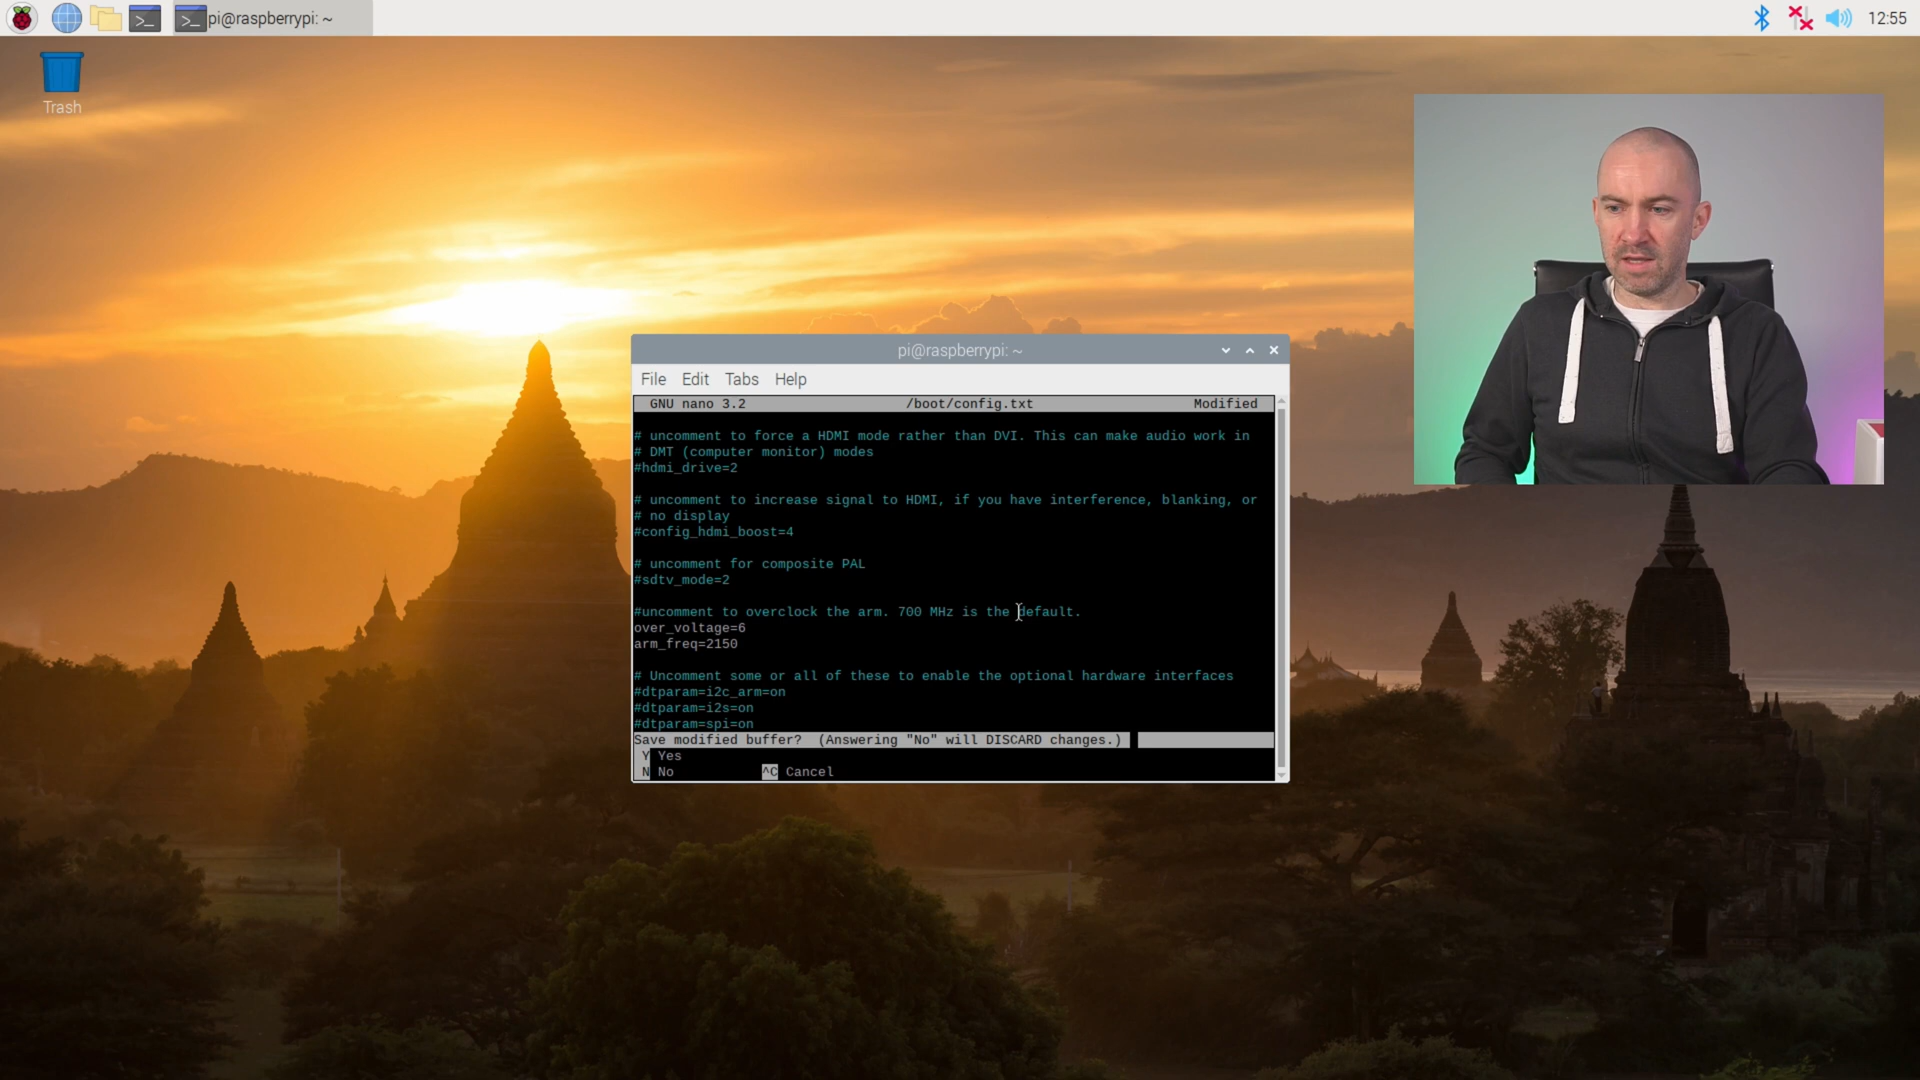 pi@raspberrypi: ~
12:55
Trash
pi@raspberrypi: ~
File Edit Tabs Help
GNU nano 3.2 /boot/config.txt Modified
# uncomment to force a HDMI mode rather than DVI. This can make audio work in
# DMT (computer monitor) modes
#hdmi_drive=2
# uncomment to increase signal to HDMI, if you have interference, blanking, or
# no display
#config_hdmi_boost=4
# uncomment for composite PAL
#sdtv_mode=2
#uncomment to overclock the arm. 700 MHz is the default.
over_voltage=6
arm_freq=2150
# Uncomment some or all of these to enable the optional hardware interfaces
#dtparam=i2c_arm=on
#dtparam=i2s=on
#dtparam=spi=on
Save modified buffer? (Answering "No" will DISCARD changes.)
Y Yes
N No ^C Cancel